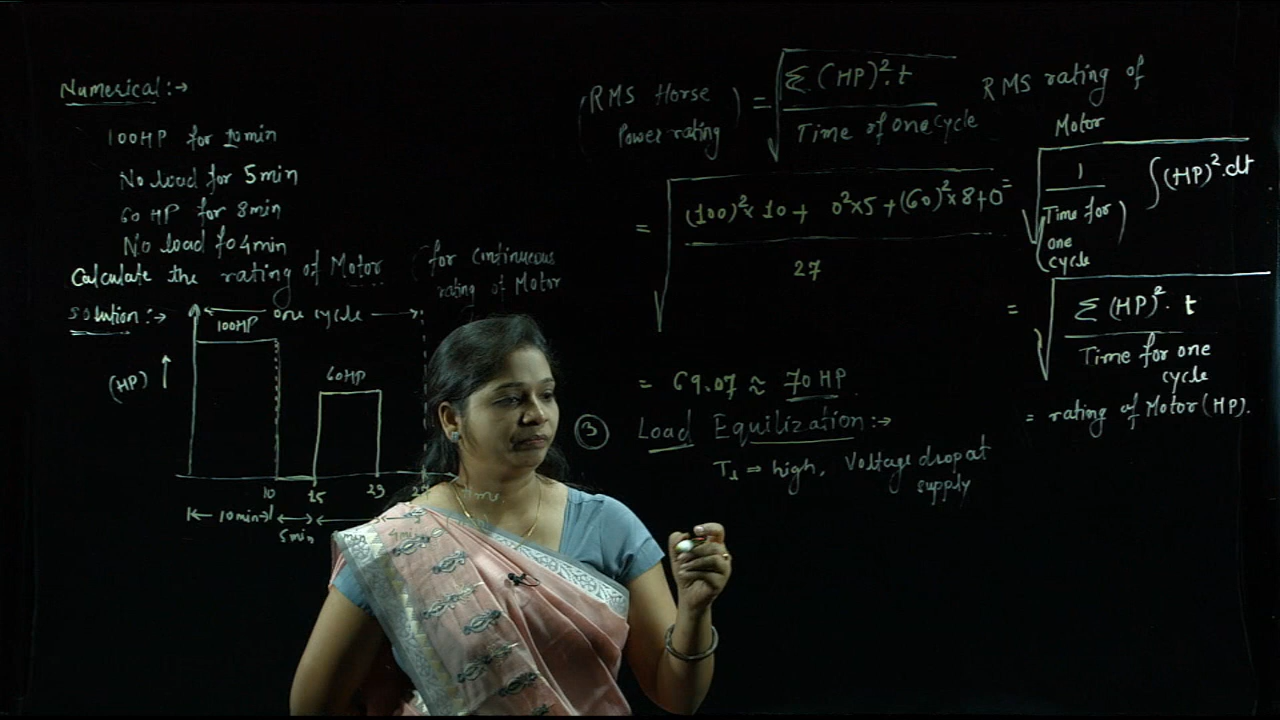 Numerical :→
100HP for 10min
No load for 5min
60 HP for 8min
No load fo4min
Calculate the rating of Motor
(for continuous
rating of Motor
Solution :→
one cycle
100HP
60HP
(HP) ↑
10 15 23
time
10min
5min
(RMS Horse
Power rating) = √ Σ (HP)².t
Time of one cycle
= √ (100)²× 10 + 0²×5 + (60)²×8+0
27
= 69.07 ≈ 70 HP.
③ Load Equilization :→
⇒ high, Voltage drop at
supply
RMS rating of
Motor
= √ 1 ∫(HP)².dt
(Time for)
one
cycle
= √ Σ (HP)². t
Time for one
cycle
= rating of Motor (HP).